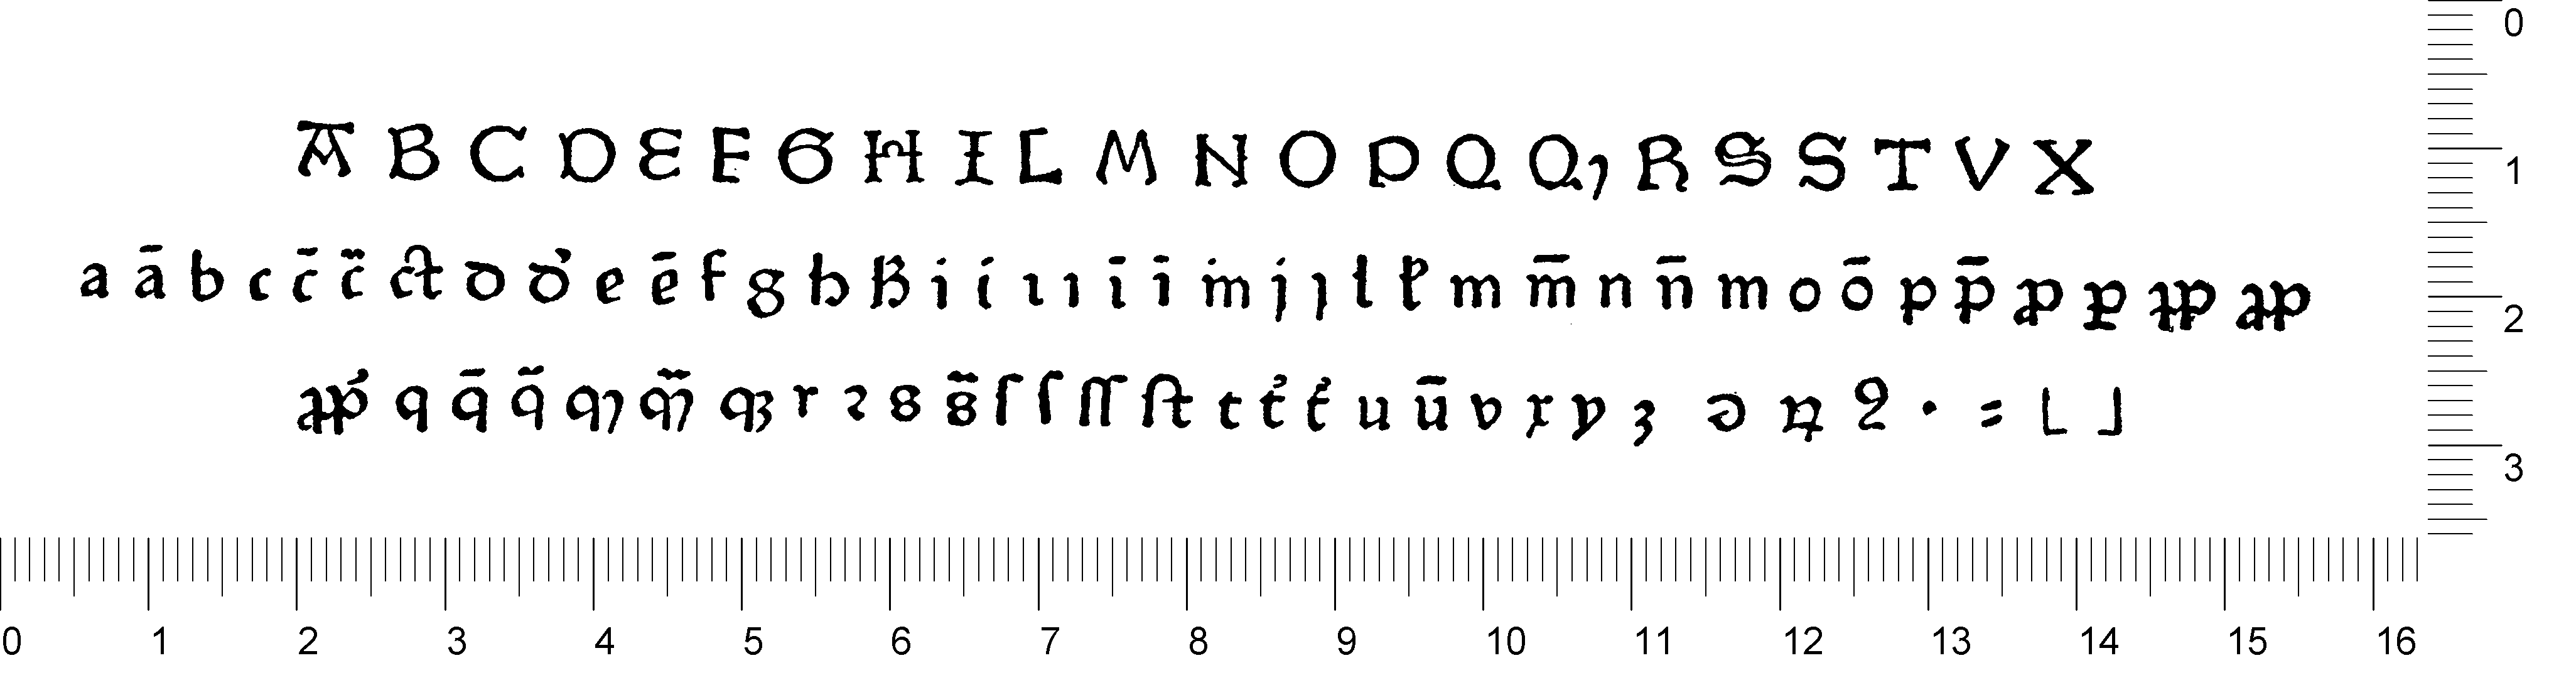 A B C D E F G H I L M N O P Q Q, R S S T V X
a ā b c c̄ c̈ ct d d' e ē f g h ħ i í ı ı ī ī ṁ j ȷ l ł m m̄ n n̄ m o ō p p̄ ꝓ ꝑ
q q̄ q̃ qꝫ r ꝛ s s̃ ſ ſ ſſ ſt t t' t' u ū v x y ʒ ꝯ ꝝ · = ⌊ ⌋
0 1 2 3 4 5 6 7 8 9 10 11 12 13 14 15 16
0
1
2
3